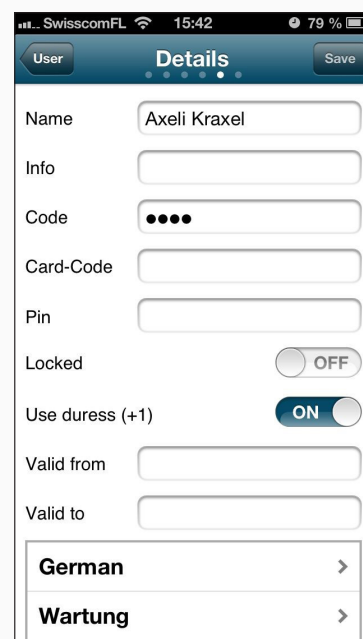 SwisscomFL 15:42 79 %
User Details Save
Name Axeli Kraxel
Info
Code ●●●●
Card-Code
Pin
Locked OFF
Use duress (+1) ON
Valid from
Valid to
German
Wartung